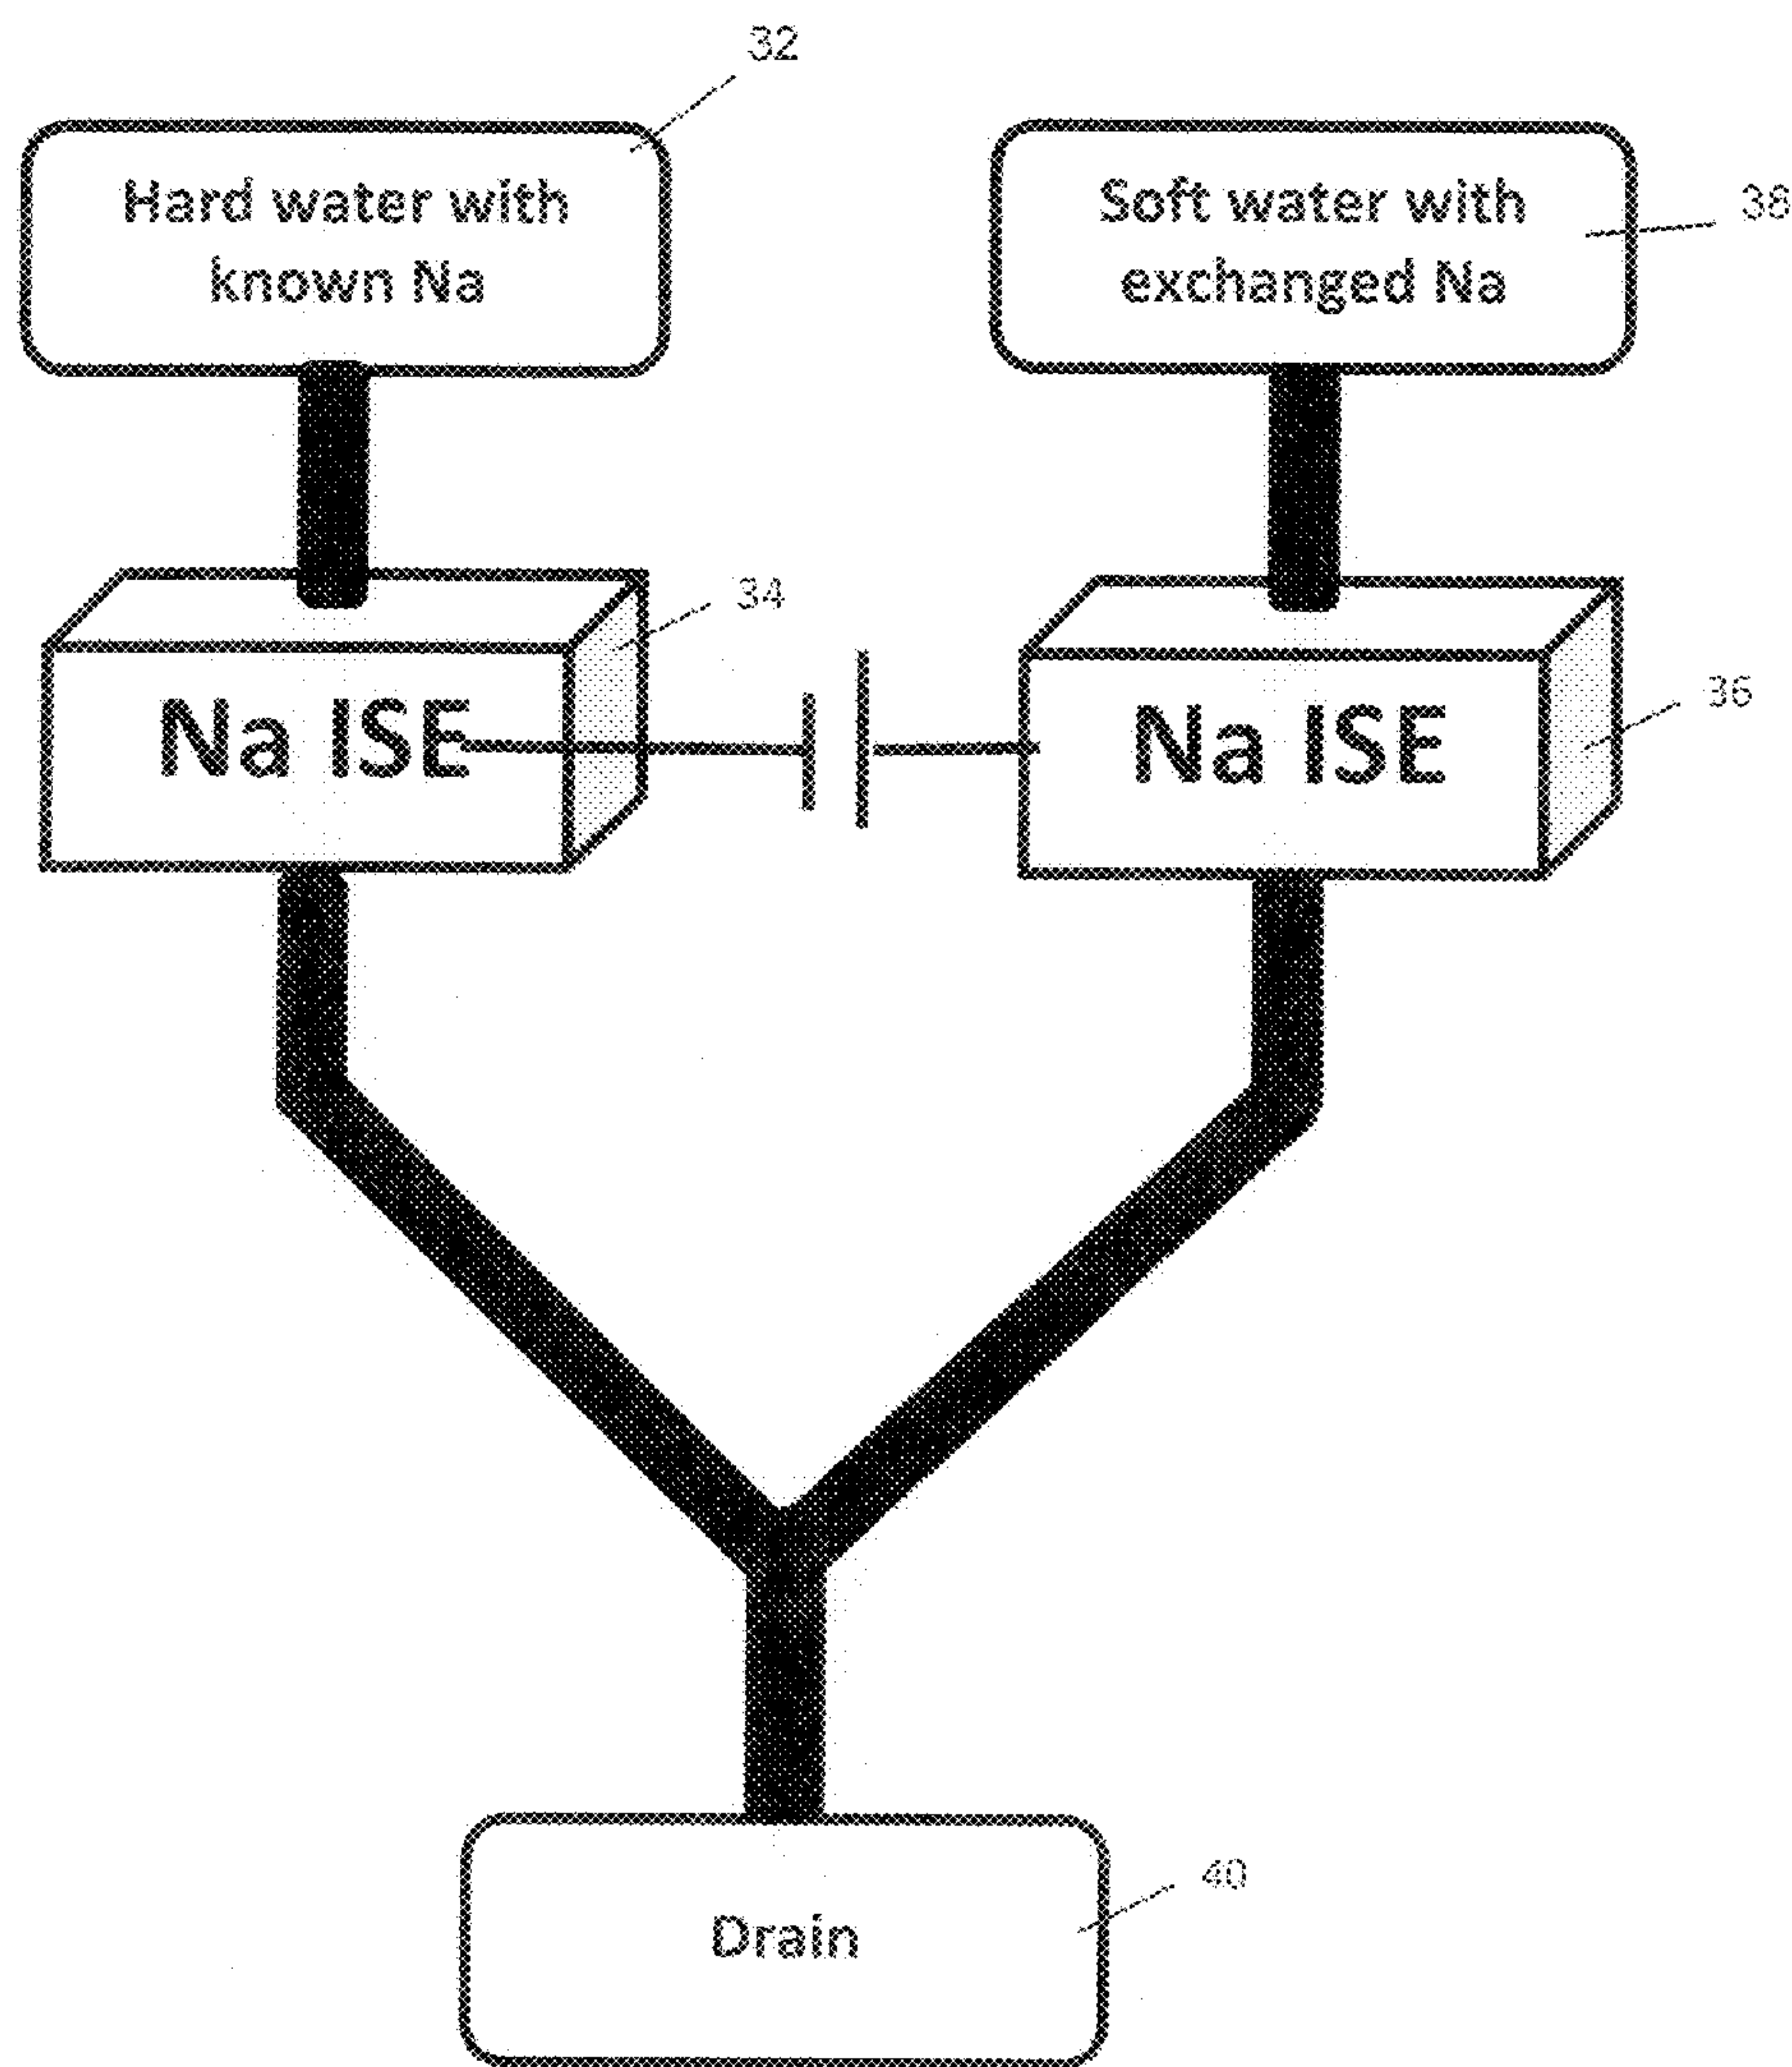 32
Hard water with
known Na
Soft water with
exchanged Na
38
34
Na ISE
Na ISE
36
40
Drain